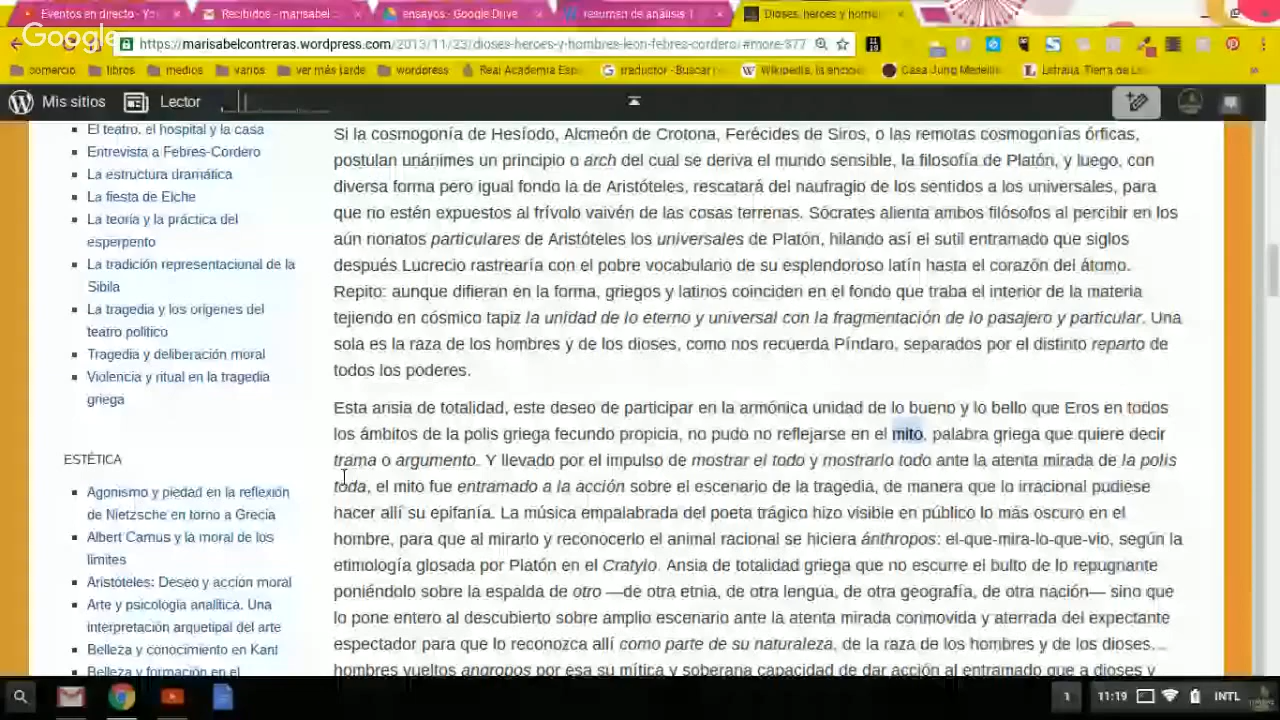 Eventos en directo - Yo
Recibidos - marisabel
ensayos - Google Drive
resumen de análisis 1
Dioses, héroes y homb
Google
https://marisabelcontreras.wordpress.com/2013/11/23/dioses-heroes-y-hombres-leon-febres-cordero/#more-877
comercio
libros
medios
varios
ver más tarde
wordpress
Real Academia Esp
traductor - Buscar
Wikipedia, la encicl
Casa Jung Medellín
Letralia, Tierra de L
Mis sitios
Lector
El teatro, el hospital y la casa
Entrevista a Febres-Cordero
La estructura dramática
La fiesta de Elche
La teoría y la práctica del
esperpento
La tradición representacional de la
Sibila
La tragedia y los orígenes del
teatro político
Tragedia y deliberación moral
Violencia y ritual en la tragedia
griega
ESTÉTICA
Agonismo y piedad en la reflexión
de Nietzsche en torno a Grecia
Albert Camus y la moral de los
límites
Aristóteles: Deseo y acción moral
Arte y psicología analítica. Una
interpretación arquetipal del arte
Belleza y conocimiento en Kant
Belleza y formación en el
Si la cosmogonía de Hesíodo, Alcmeón de Crotona, Ferécides de Siros, o las remotas cosmogonías órficas,
postulan unánimes un principio o arch del cual se deriva el mundo sensible, la filosofía de Platón, y luego, con
diversa forma pero igual fondo la de Aristóteles, rescatará del naufragio de los sentidos a los universales, para
que no estén expuestos al frívolo vaivén de las cosas terrenas. Sócrates alienta ambos filósofos al percibir en los
aún nonatos particulares de Aristóteles los universales de Platón, hilando así el sutil entramado que siglos
después Lucrecio rastrearía con el pobre vocabulario de su esplendoroso latín hasta el corazón del átomo.
Repito: aunque difieran en la forma, griegos y latinos coinciden en el fondo que traba el interior de la materia
tejiendo en cósmico tapiz la unidad de lo eterno y universal con la fragmentación de lo pasajero y particular. Una
sola es la raza de los hombres y de los dioses, como nos recuerda Píndaro, separados por el distinto reparto de
todos los poderes.
Esta ansia de totalidad, este deseo de participar en la armónica unidad de lo bueno y lo bello que Eros en todos
los ámbitos de la polis griega fecundo propicia, no pudo no reflejarse en el mito, palabra griega que quiere decir
trama o argumento. Y llevado por el impulso de mostrar el todo y mostrarlo todo ante la atenta mirada de la polis
toda, el mito fue entramado a la acción sobre el escenario de la tragedia, de manera que lo irracional pudiese
hacer allí su epifanía. La música empalabrada del poeta trágico hizo visible en público lo más oscuro en el
hombre, para que al mirarlo y reconocerlo el animal racional se hiciera ánthropos: el-que-mira-lo-que-vio, según la
etimología glosada por Platón en el Cratylo. Ansia de totalidad griega que no escurre el bulto de lo repugnante
poniéndolo sobre la espalda de otro —de otra etnia, de otra lengua, de otra geografía, de otra nación— sino que
lo pone entero al descubierto sobre amplio escenario ante la atenta mirada conmovida y aterrada del expectante
espectador para que lo reconozca allí como parte de su naturaleza, de la raza de los hombres y de los dioses...
hombres vueltos angropos por esa su mítica y soberana capacidad de dar acción al entramado que a dioses y
1
11:19
INTL